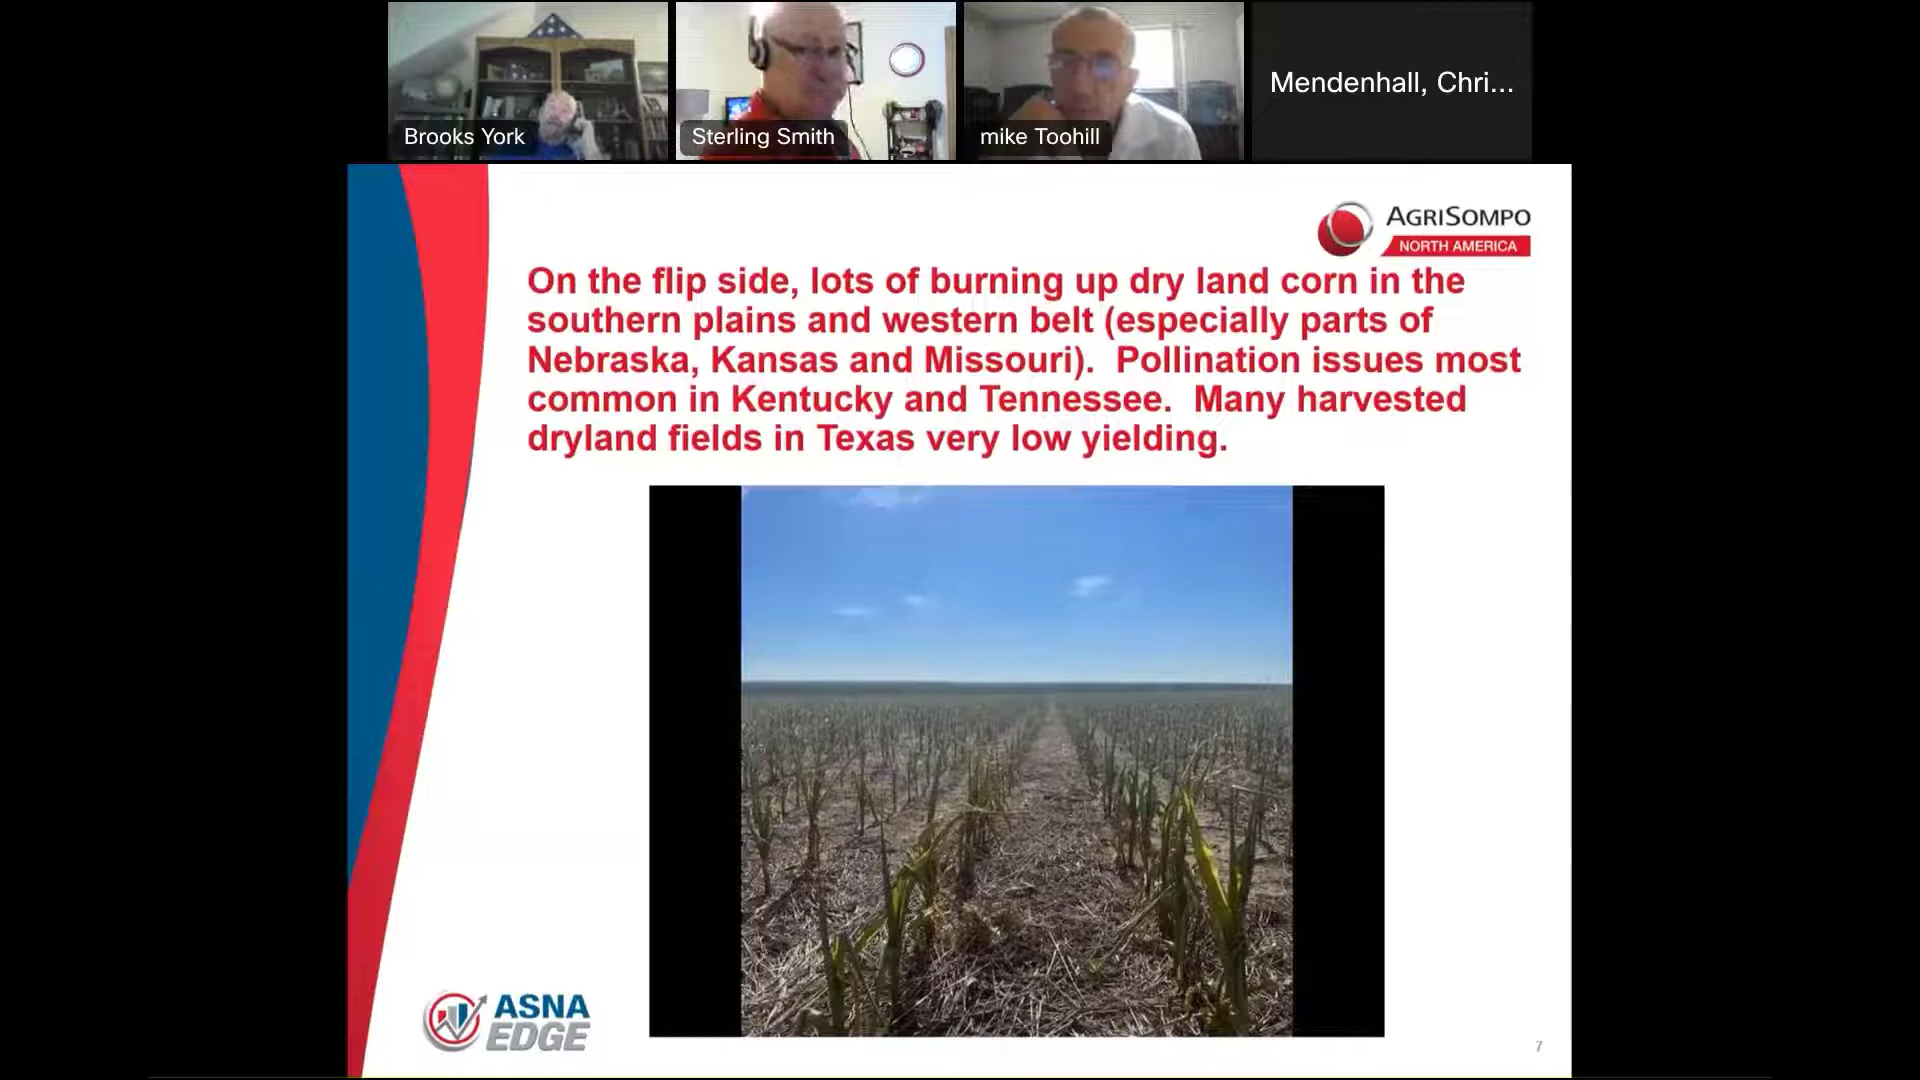 Brooks York
Sterling Smith
mike Toohill
Mendenhall, Chri...
AGRISOMPO
NORTH AMERICA
On the flip side, lots of burning up dry land corn in the
southern plains and western belt (especially parts of
Nebraska, Kansas and Missouri).  Pollination issues most
common in Kentucky and Tennessee.  Many harvested
dryland fields in Texas very low yielding.
ASNA
EDGE
7